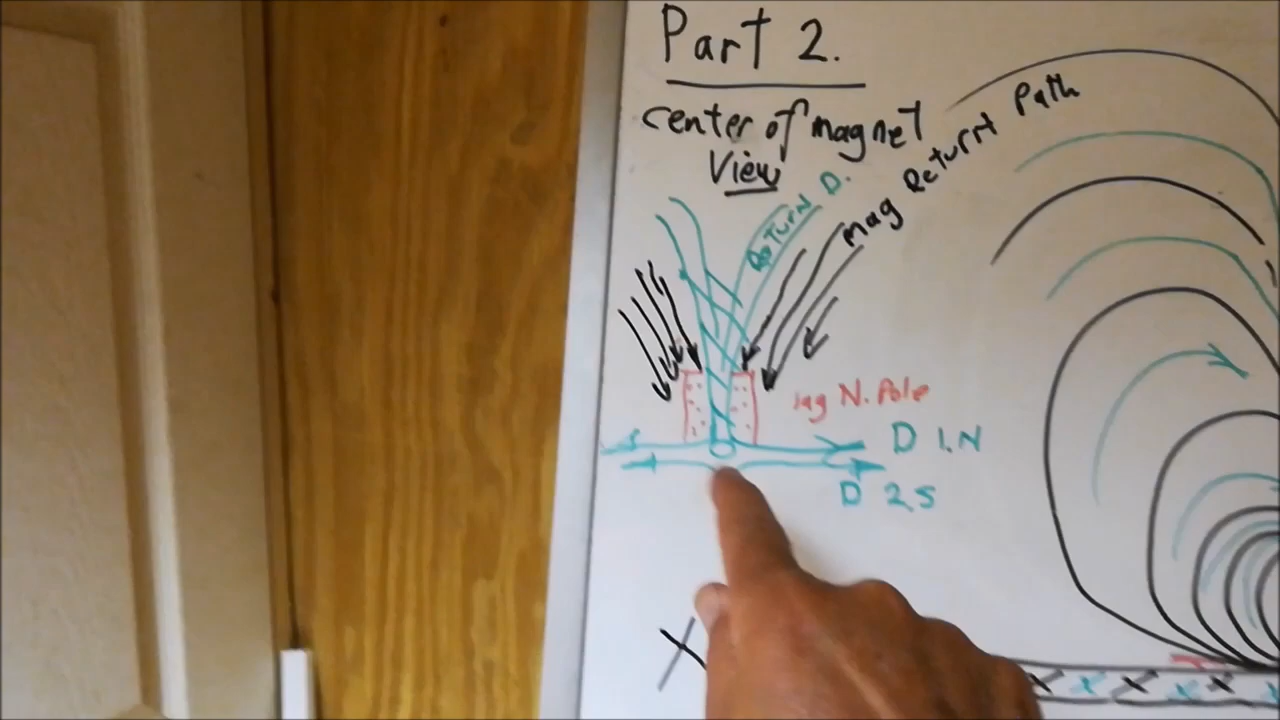 Part 2.
center of magnet
View
Return D.
mag Return Path
mag N. Pole
D 1.N
D 2S